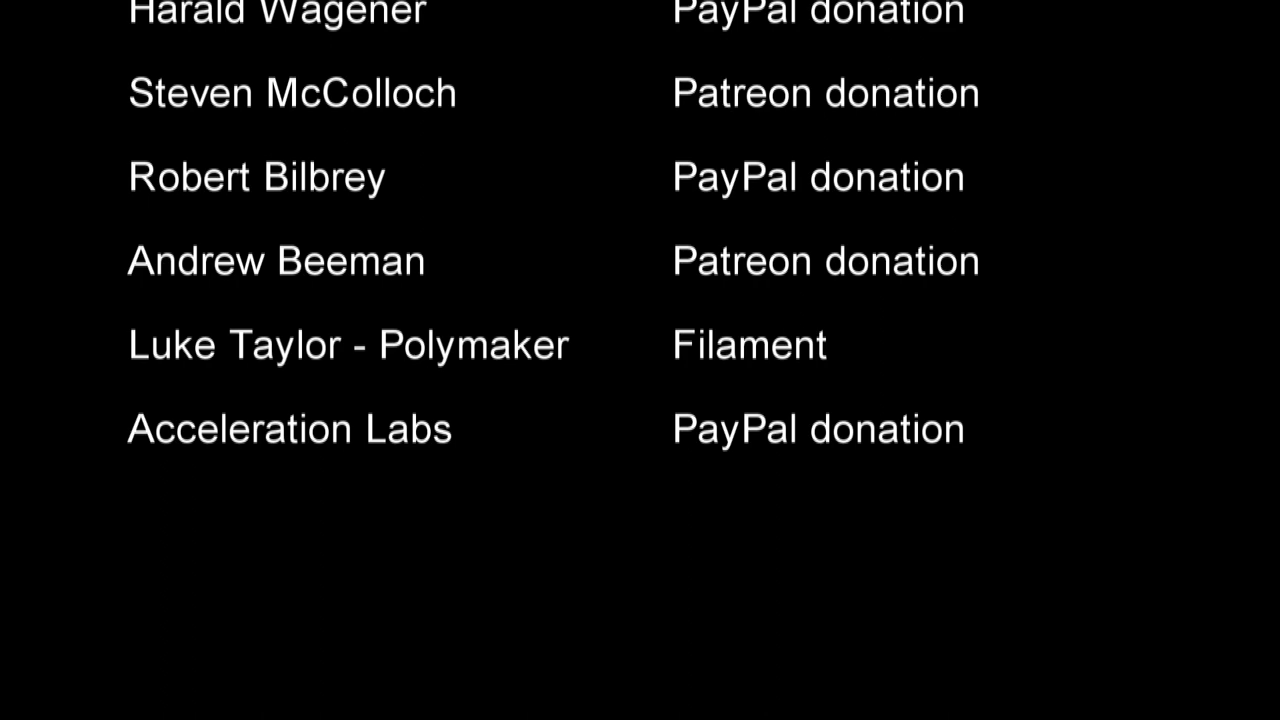 Harald Wagener PayPal donation
Steven McColloch Patreon donation
Robert Bilbrey PayPal donation
Andrew Beeman Patreon donation
Luke Taylor - Polymaker Filament
Acceleration Labs PayPal donation